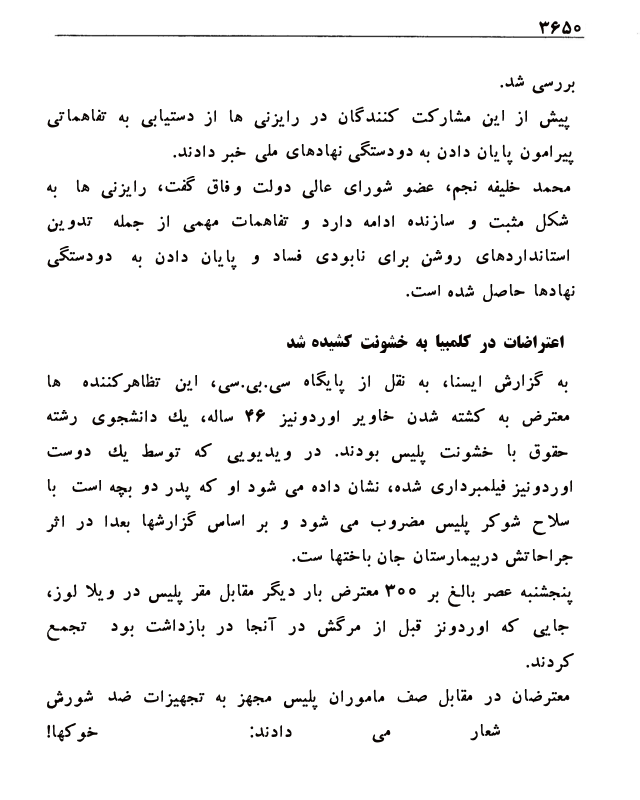 ۳۶۵۰
بررسی شد.
پیش از این مشارکت کنندگان در رایزنی ها از دستیابی به تفاهماتی
پیرامون پایان دادن به دودستگی نهادهای ملی خبر دادند.
محمد خلیفه نجم، عضو شورای عالی دولت وفاق گفت، رایزنی ها به
شکل مثبت و سازنده ادامه دارد و تفاهمات مهمی از جمله تدوین
استانداردهای روشن برای نابودی فساد و پایان دادن به دودستگی
نهادها حاصل شده است.
اعتراضات در کلمبیا به خشونت کشیده شد
به گزارش ایسنا، به نقل از پایگاه سی.بی.سی، این تظاهرکننده ها
معترض به کشته شدن خاویر اوردونیز ۴۶ ساله، یك دانشجوی رشته
حقوق با خشونت پلیس بودند. در ویدیویی که توسط یك دوست
اوردونیز فیلمبرداری شده، نشان داده می شود او که پدر دو بچه است با
سلاح شوکر پلیس مضروب می شود و بر اساس گزارشها بعدا در اثر
جراحاتش دربیمارستان جان باختها ست.
پنجشنبه عصر بالغ بر ۳۰۰ معترض بار دیگر مقابل مقر پلیس در ویلا لوز،
جایی که اوردونز قبل از مرگش در آنجا در بازداشت بود تجمع
کردند.
معترضان در مقابل صف ماموران پلیس مجهز به تجهیزات ضد شورش
شعار می دادند: خوکها!